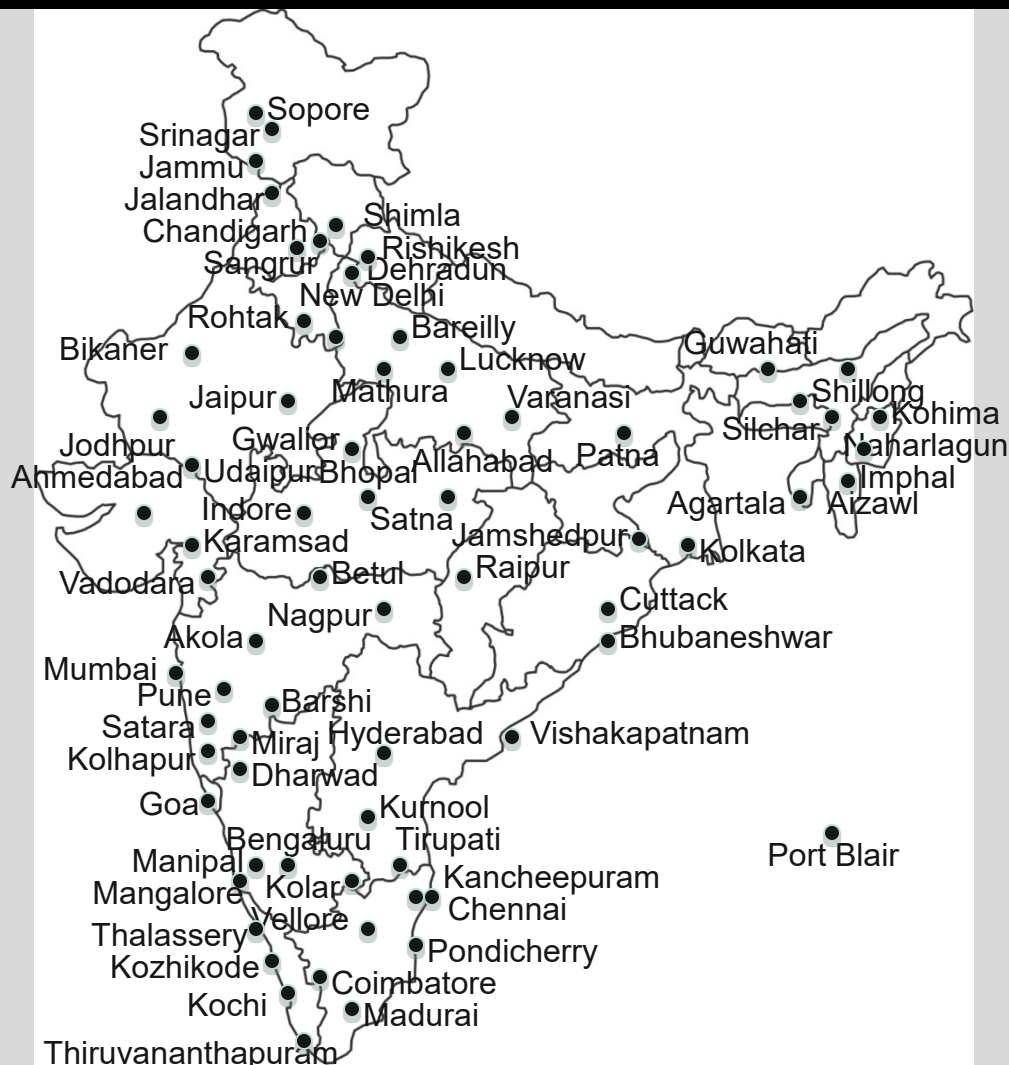 Sopore
Srinagar
Jammu
Jalandhar
Shimla
Chandigarh
Rishikesh
Sangrur
Dehradun
New Delhi
Rohtak
Bareilly
Guwahati
Bikaner
Lucknow
Mathura
Shillong
Jaipur
Varanasi
Kohima
Silchar
Jodhpur
Gwalior
Naharlagun
Patna
Allahabad
Ahmedabad
Udaipur
Bhopal
Imphal
Agartala
Aizawl
Indore
Satna
Jamshedpur
Karamsad
Kolkata
Vadodara
Betul
Raipur
Cuttack
Nagpur
Akola
Bhubaneshwar
Mumbai
Pune
Barshi
Satara
Miraj
Hyderabad
Vishakapatnam
Kolhapur
Dharwad
Goa
Kurnool
Bengaluru
Tirupati
Port Blair
Manipal
Kancheepuram
Mangalore
Kolar
Chennai
Vellore
Thalassery
Pondicherry
Kozhikode
Coimbatore
Kochi
Madurai
Thiruvananthapuram